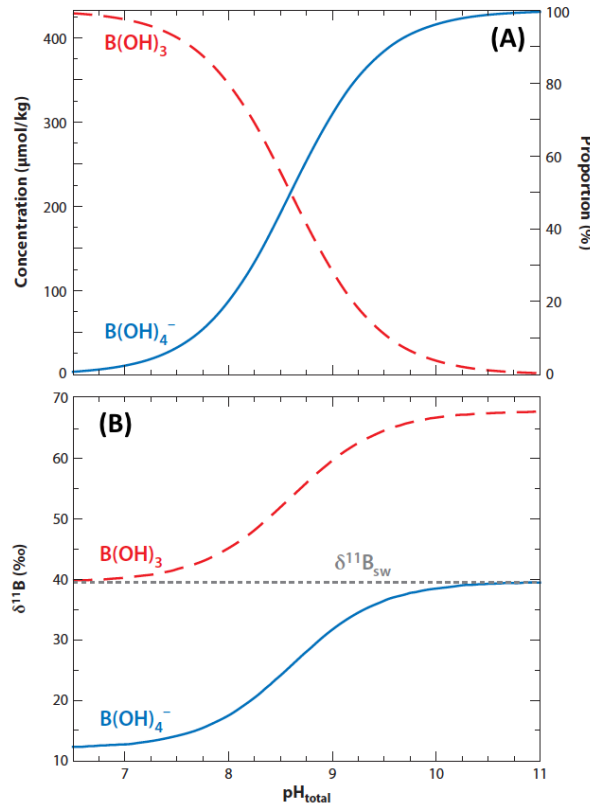 (A)
B(OH)₃
B(OH)₄⁻
Concentration (μmol/kg)
400
300
200
100
0
Proportion (%)
100
80
60
40
20
0
(B)
B(OH)₃
δ¹¹Bsw
B(OH)₄⁻
δ¹¹B (‰)
70
60
50
40
30
20
10
7 8 9 10 11
pHtotal